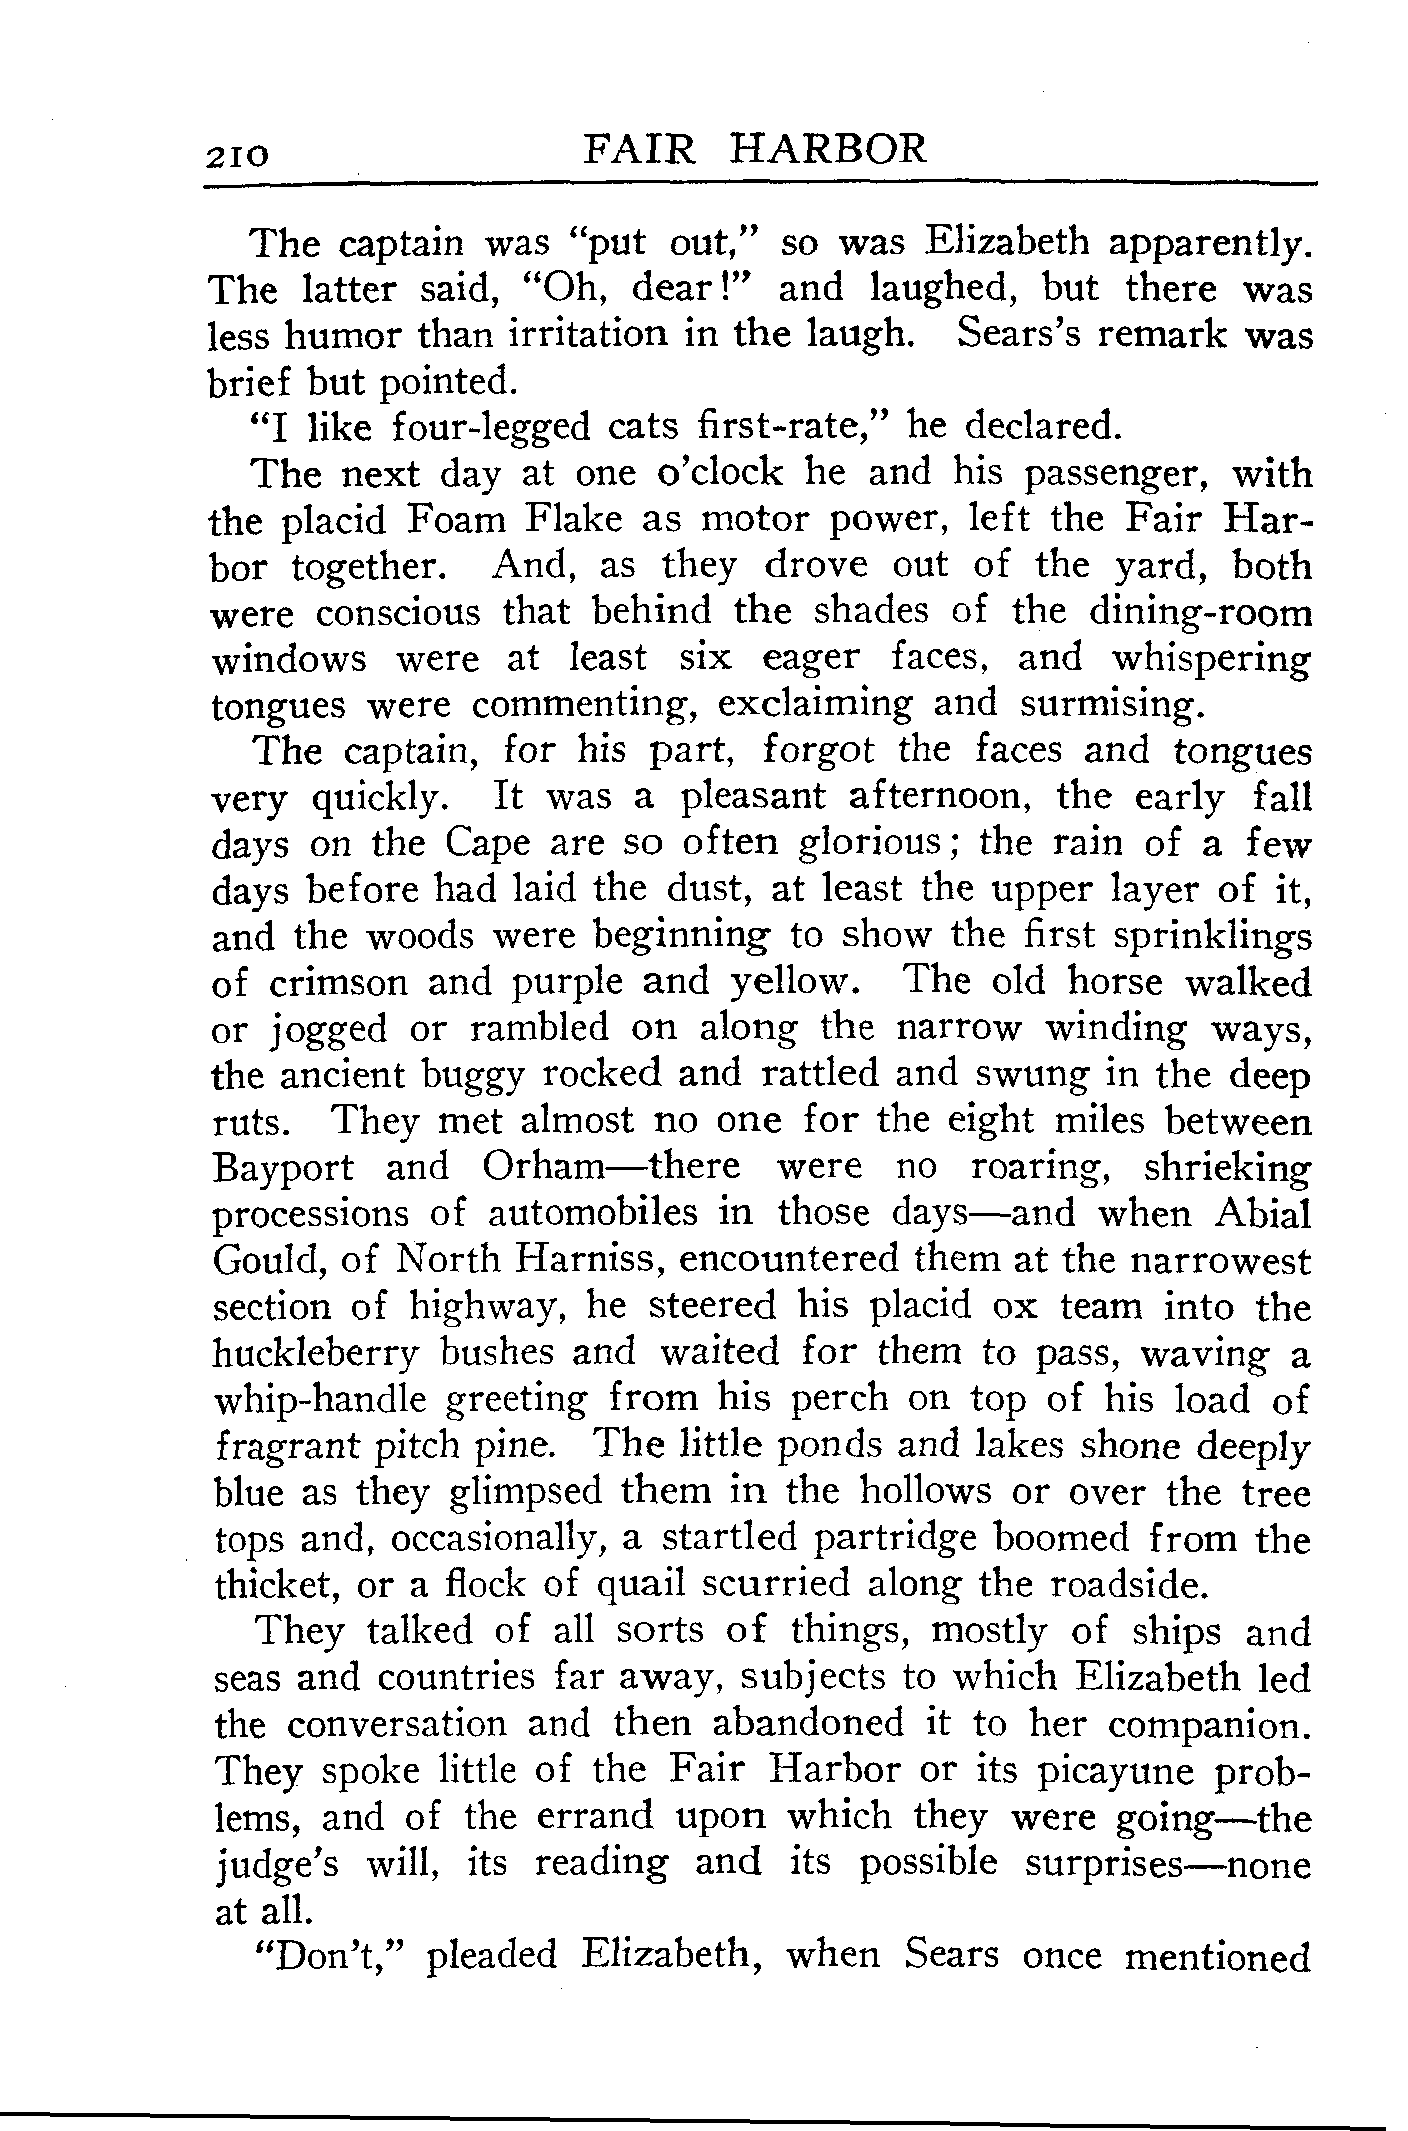 210 FAIR HARBOR
The captain was “put out,” so was Elizabeth apparently.
The latter said, “Oh, dear!” and laughed, but there was
less humor than irritation in the laugh. Sears’s remark was
brief but pointed.
“I like four-legged cats first-rate,” he declared.
The next day at one o’clock he and his passenger, with
the placid Foam Flake as motor power, left the Fair Har-
bor together. And, as they drove out of the yard, both
were conscious that behind the shades of the dining-room
windows were at least six eager faces, and whispering
tongues were commenting, exclaiming and surmising.
The captain, for his part, forgot the faces and tongues
very quickly. It was a pleasant afternoon, the early fall
days on the Cape are so often glorious; the rain of a few
days before had laid the dust, at least the upper layer of it,
and the woods were beginning to show the first sprinklings
of crimson and purple and yellow. The old horse walked
or jogged or rambled on along the narrow winding ways,
the ancient buggy rocked and rattled and swung in the deep
ruts. They met almost no one for the eight miles between
Bayport and Orham—there were no roaring, shrieking
processions of automobiles in those days—and when Abial
Gould, of North Harniss, encountered them at the narrowest
section of highway, he steered his placid ox team into the
huckleberry bushes and waited for them to pass, waving a
whip-handle greeting from his perch on top of his load of
fragrant pitch pine. The little ponds and lakes shone deeply
blue as they glimpsed them in the hollows or over the tree
tops and, occasionally, a startled partridge boomed from the
thicket, or a flock of quail scurried along the roadside.
They talked of all sorts of things, mostly of ships and
seas and countries far away, subjects to which Elizabeth led
the conversation and then abandoned it to her companion.
They spoke little of the Fair Harbor or its picayune prob-
lems, and of the errand upon which they were going—the
judge’s will, its reading and its possible surprises—none
at all.
“Don’t,” pleaded Elizabeth, when Sears once mentioned